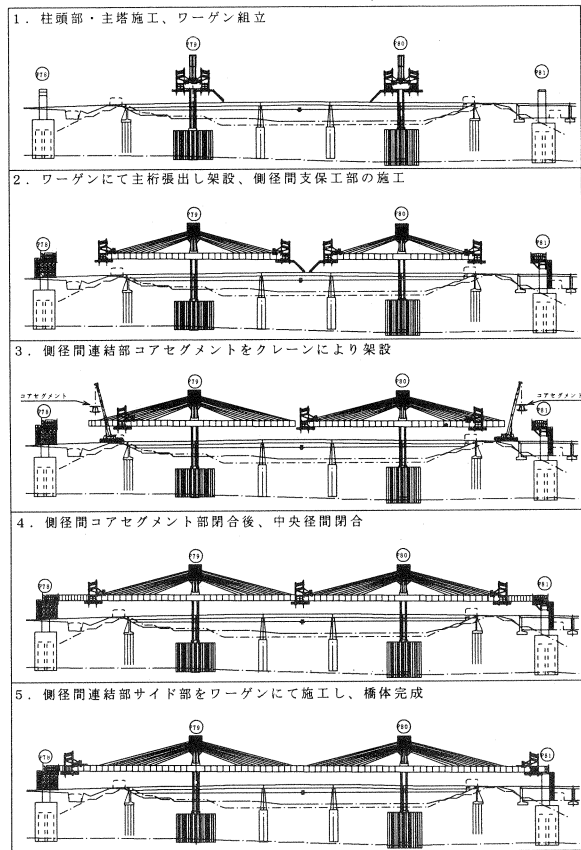 1．柱頭部・主塔施工、ワーゲン組立
P79 P80
P78 P81
2．ワーゲンにて主桁張出し架設、側径間支保工部の施工
P79 P80
P78 P81
3．側径間連結部コアセグメントをクレーンにより架設
コアセグメント P79 P80 コアセグメント
P78 P81
4．側径間コアセグメント部閉合後、中央径間閉合
P79 P80
P78 P81
5．側径間連結部サイド部をワーゲンにて施工し、橋体完成
P79 P80
P78 P81